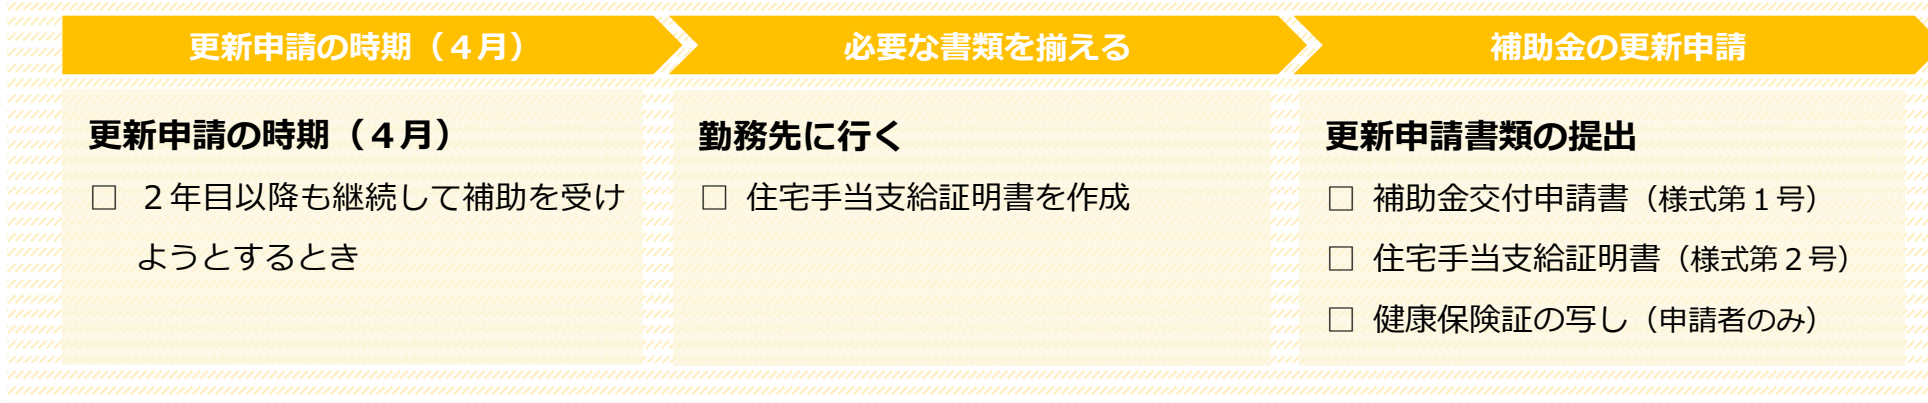 更新申請の時期（４月）
必要な書類を揃える
補助金の更新申請
更新申請の時期（４月）
□ ２年目以降も継続して補助を受け
ようとするとき
勤務先に行く
□ 住宅手当支給証明書を作成
更新申請書類の提出
□ 補助金交付申請書（様式第１号）
□ 住宅手当支給証明書（様式第２号）
□ 健康保険証の写し（申請者のみ）